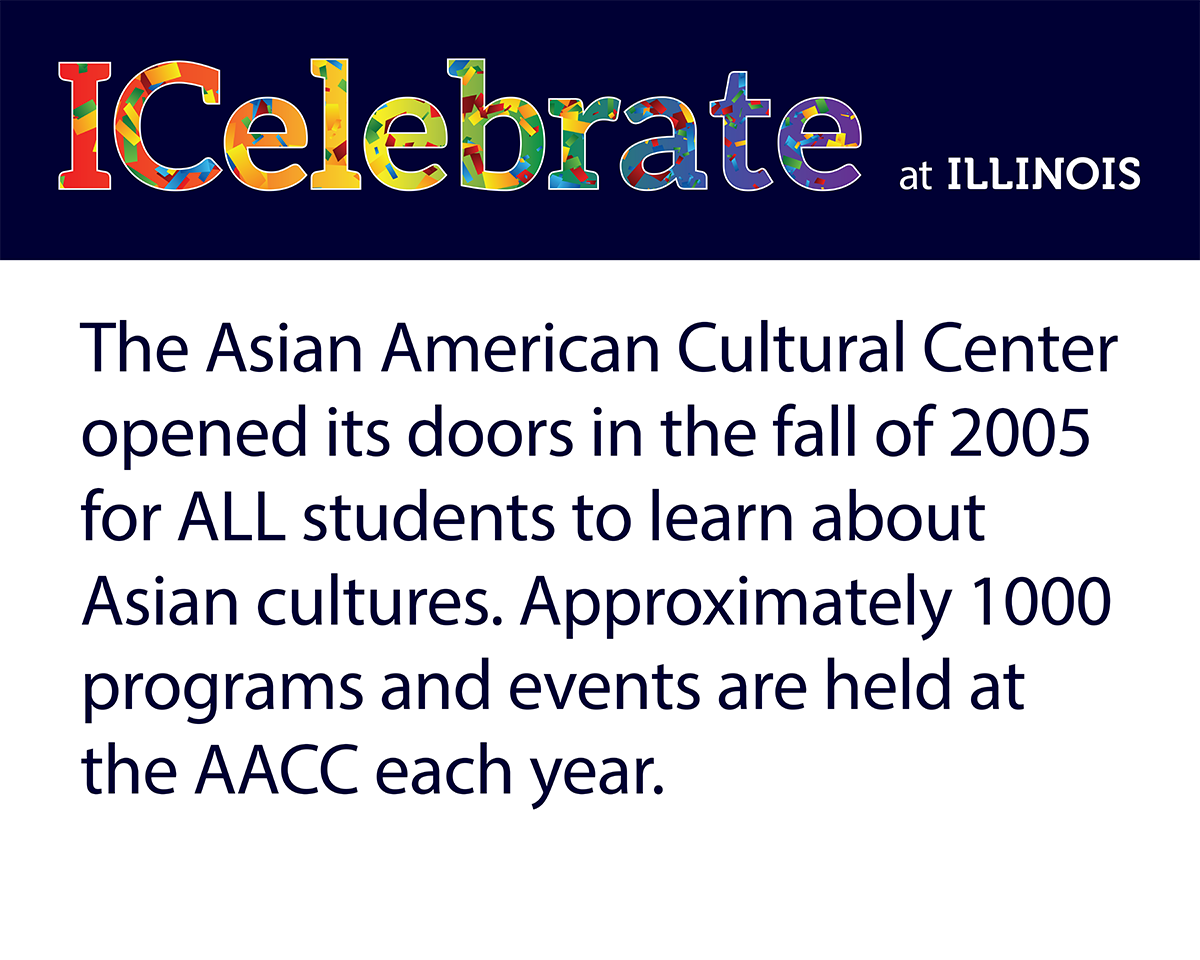 ICelebrate at ILLINOIS
The Asian American Cultural Center
opened its doors in the fall of 2005
for ALL students to learn about
Asian cultures. Approximately 1000
programs and events are held at
the AACC each year.